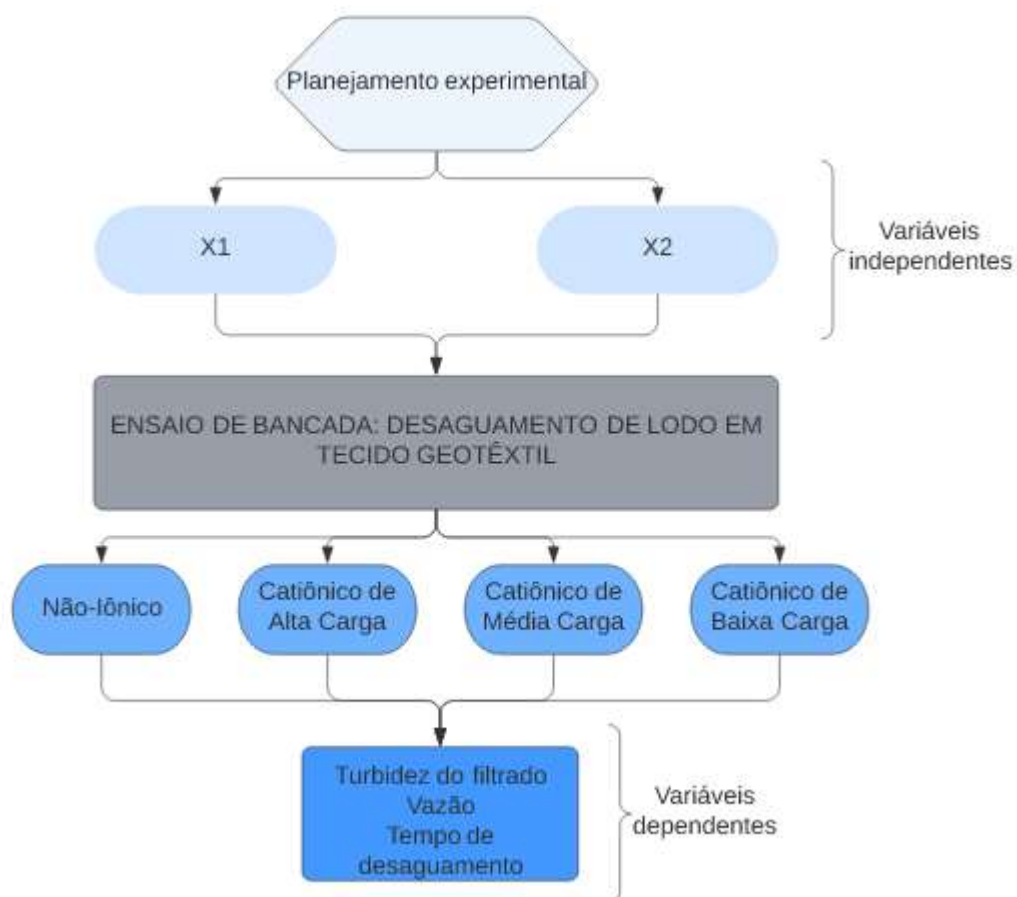 Planejamento experimental
X1
X2
Variáveis
independentes
ENSAIO DE BANCADA: DESAGUAMENTO DE LODO EM
TECIDO GEOTÊXTIL
Não-Iônico
Catiônico de
Alta Carga
Catiônico de
Média Carga
Catiônico de
Baixa Carga
Turbidez do filtrado
Vazão
Tempo de
desaguamento
Variáveis
dependentes